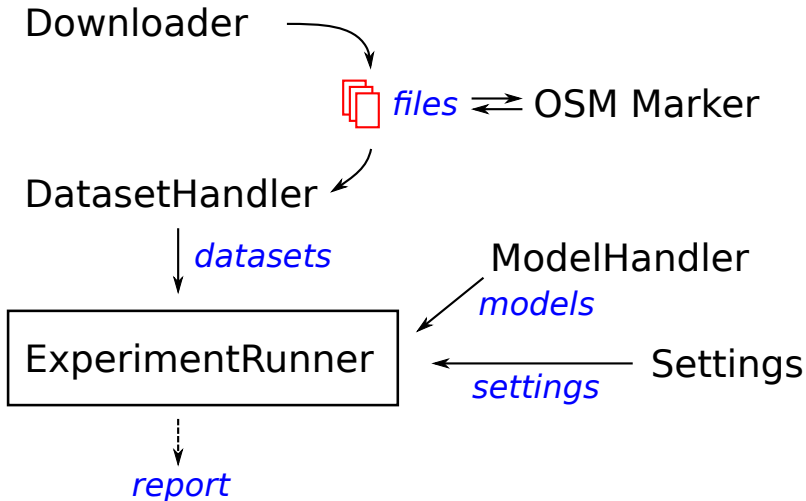 Downloader
files
OSM Marker
DatasetHandler
datasets
ModelHandler
models
ExperimentRunner
Settings
settings
report